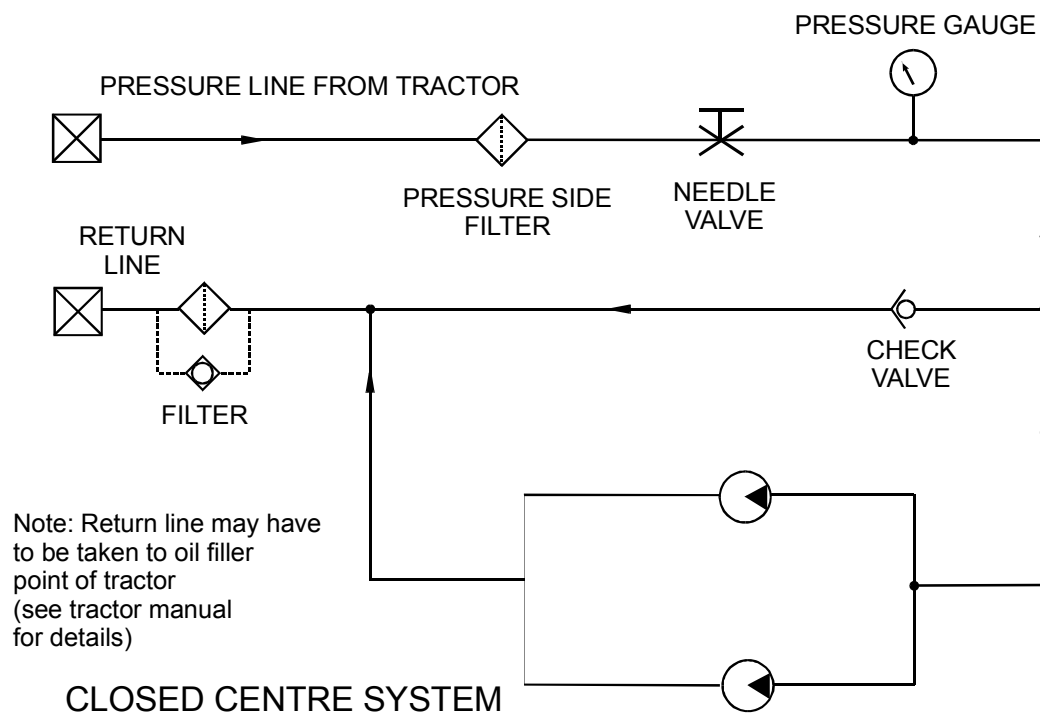 PRESSURE GAUGE
PRESSURE LINE FROM TRACTOR
PRESSURE SIDE
FILTER
NEEDLE
VALVE
RETURN
LINE
CHECK
VALVE
FILTER
Note: Return line may have
to be taken to oil filler
point of tractor
(see tractor manual
for details)
CLOSED CENTRE SYSTEM